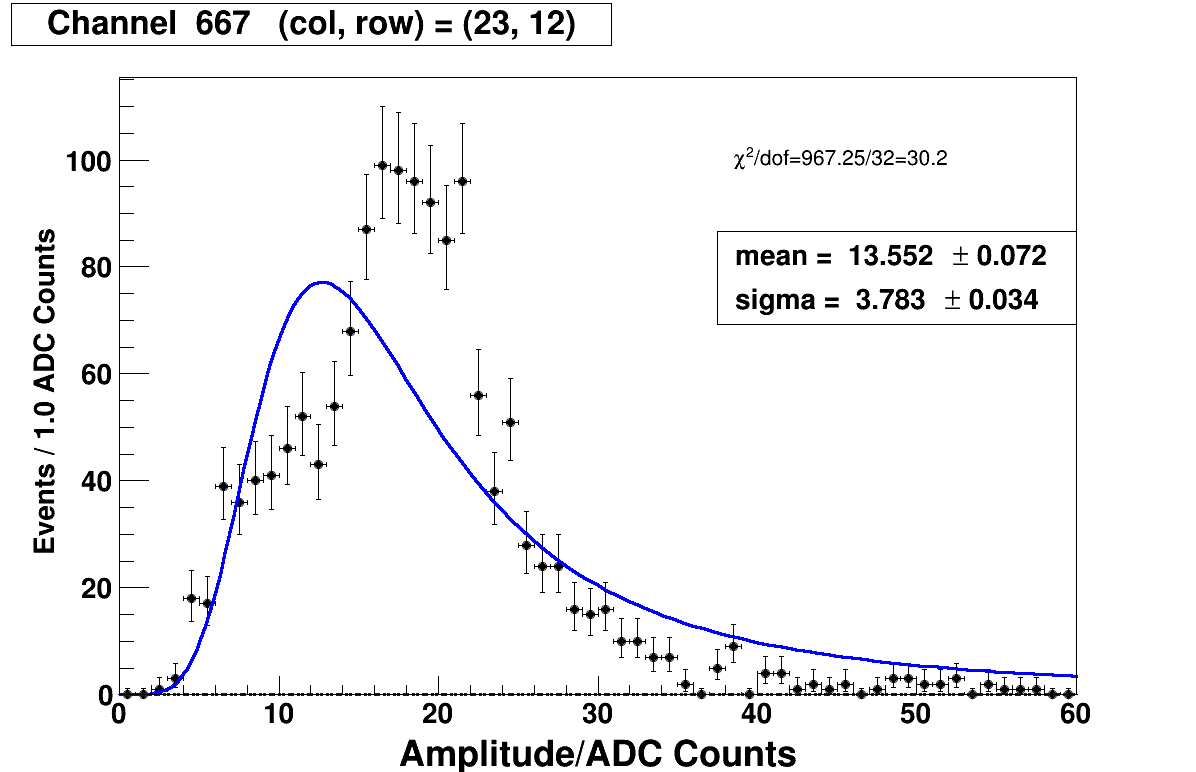 Channel 667 (col, row) = (23, 12)
χ²/dof=967.25/32=30.2
mean = 13.552 ± 0.072
sigma = 3.783 ± 0.034
Events / 1.0 ADC Counts
100
80
60
40
20
0
0 10 20 30 40 50 60
Amplitude/ADC Counts